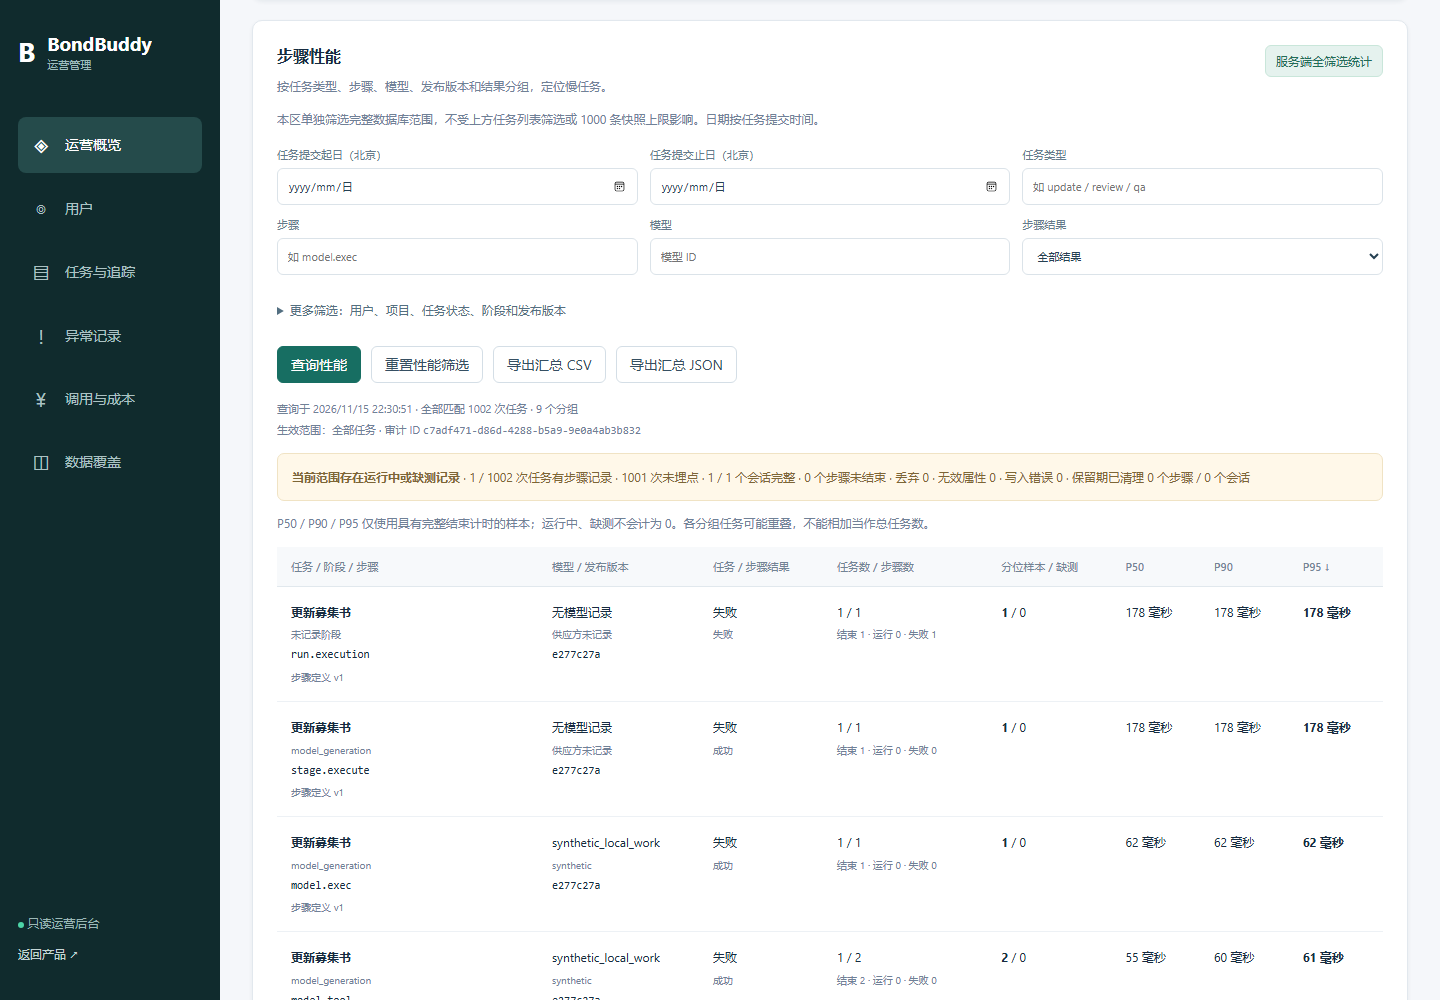 B
BondBuddy
运营管理
运营概览
用户
任务与追踪
异常记录
¥ 调用与成本
数据覆盖
只读运营后台
返回产品 ↗
步骤性能
服务端全筛选统计
按任务类型、步骤、模型、发布版本和结果分组，定位慢任务。
本区单独筛选完整数据库范围，不受上方任务列表筛选或 1000 条快照上限影响。日期按任务提交时间。
任务提交起日（北京） 任务提交止日（北京） 任务类型
yyyy/mm/日 yyyy/mm/日 如 update / review / qa
步骤 模型 步骤结果
如 model.exec 模型 ID 全部结果
更多筛选：用户、项目、任务状态、阶段和发布版本
查询性能 重置性能筛选 导出汇总 CSV 导出汇总 JSON
查询于 2026/11/15 22:30:51 · 全部匹配 1002 次任务 · 9 个分组
生效范围：全部任务 · 审计 ID c7adf471-d86d-4288-b5a9-9e0a4ab3b832
当前范围存在运行中或缺测记录 · 1 / 1002 次任务有步骤记录 · 1001 次未埋点 · 1 / 1 个会话完整 · 0 个步骤未结束 · 丢弃 0 · 无效属性 0 · 写入错误 0 · 保留期已清理 0 个步骤 / 0 个会话
P50 / P90 / P95 仅使用具有完整结束计时的样本；运行中、缺测不会计为 0。各分组任务可能重叠，不能相加当作总任务数。
任务 / 阶段 / 步骤 模型 / 发布版本 任务 / 步骤结果 任务数 / 步骤数 分位样本 / 缺测 P50 P90 P95 ↓
更新募集书 无模型记录 失败 1 / 1 1 / 0 178 毫秒 178 毫秒 178 毫秒
未记录阶段 供应方未记录 失败 结束 1 · 运行 0 · 失败 1
run.execution e277c27a
步骤定义 v1
更新募集书 无模型记录 失败 1 / 1 1 / 0 178 毫秒 178 毫秒 178 毫秒
model_generation 供应方未记录 成功 结束 1 · 运行 0 · 失败 0
stage.execute e277c27a
步骤定义 v1
更新募集书 synthetic_local_work 失败 1 / 1 1 / 0 62 毫秒 62 毫秒 62 毫秒
model_generation synthetic 成功 结束 1 · 运行 0 · 失败 0
model.exec e277c27a
步骤定义 v1
更新募集书 synthetic_local_work 失败 1 / 2 2 / 0 55 毫秒 60 毫秒 61 毫秒
model_generation synthetic 成功 结束 2 · 运行 0 · 失败 0
model.tool e277c27a